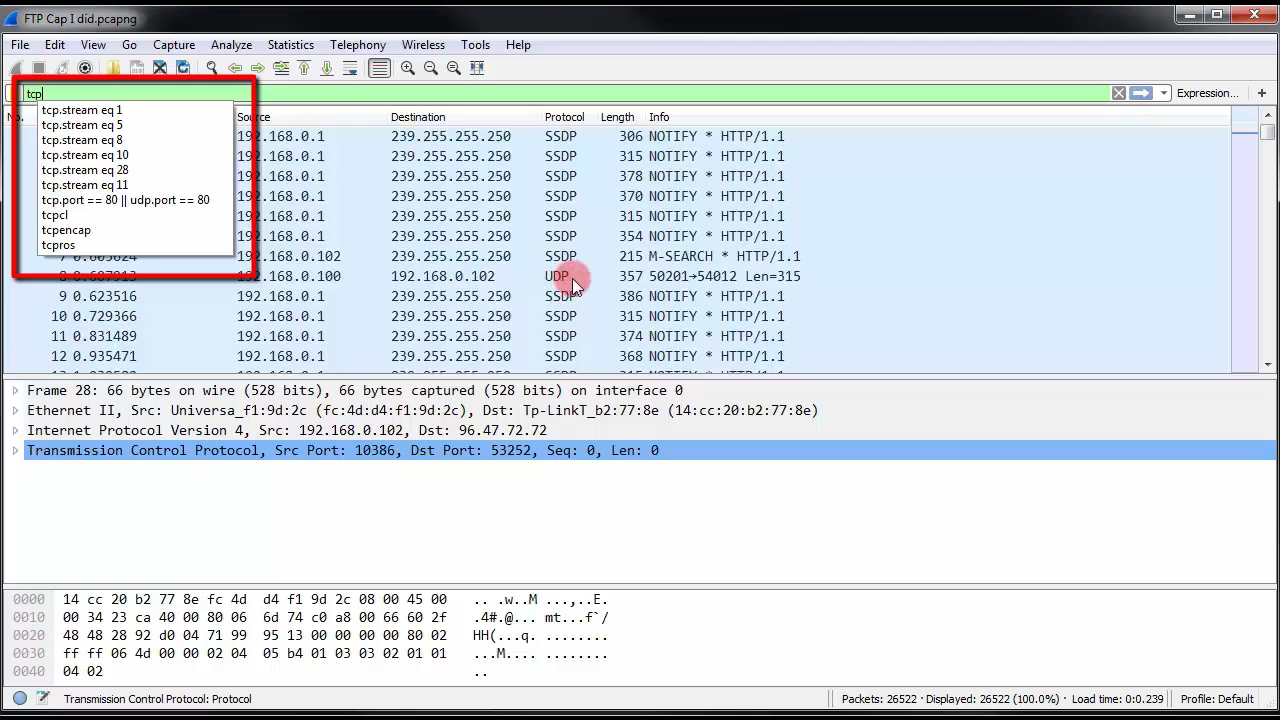 FTP Cap I did.pcapng
File Edit View Go Capture Analyze Statistics Telephony Wireless Tools Help
tcp Expression... +
tcp.stream eq 1
tcp.stream eq 5
tcp.stream eq 8
tcp.stream eq 10
tcp.stream eq 28
tcp.stream eq 11
tcp.port == 80 || udp.port == 80
tcpcl
tcpencap
tcpros
Source Destination Protocol Length Info
192.168.0.1 239.255.255.250 SSDP 306 NOTIFY * HTTP/1.1
192.168.0.1 239.255.255.250 SSDP 315 NOTIFY * HTTP/1.1
192.168.0.1 239.255.255.250 SSDP 378 NOTIFY * HTTP/1.1
192.168.0.1 239.255.255.250 SSDP 370 NOTIFY * HTTP/1.1
192.168.0.1 239.255.255.250 SSDP 315 NOTIFY * HTTP/1.1
192.168.0.1 239.255.255.250 SSDP 354 NOTIFY * HTTP/1.1
7 0.605624 192.168.0.102 239.255.255.250 SSDP 215 M-SEARCH * HTTP/1.1
8 0.607913 192.168.0.100 192.168.0.102 UDP 357 50201→54012 Len=315
9 0.623516 192.168.0.1 239.255.255.250 SSDP 386 NOTIFY * HTTP/1.1
10 0.729366 192.168.0.1 239.255.255.250 SSDP 315 NOTIFY * HTTP/1.1
11 0.831489 192.168.0.1 239.255.255.250 SSDP 374 NOTIFY * HTTP/1.1
12 0.935471 192.168.0.1 239.255.255.250 SSDP 368 NOTIFY * HTTP/1.1
Frame 28: 66 bytes on wire (528 bits), 66 bytes captured (528 bits) on interface 0
Ethernet II, Src: Universa_f1:9d:2c (fc:4d:d4:f1:9d:2c), Dst: Tp-LinkT_b2:77:8e (14:cc:20:b2:77:8e)
Internet Protocol Version 4, Src: 192.168.0.102, Dst: 96.47.72.72
Transmission Control Protocol, Src Port: 10386, Dst Port: 53252, Seq: 0, Len: 0
0000 14 cc 20 b2 77 8e fc 4d d4 f1 9d 2c 08 00 45 00 .. .w..M ...,..E.
0010 00 34 23 ca 40 00 80 06 6d 74 c0 a8 00 66 60 2f .4#.@... mt...f`/
0020 48 48 28 92 d0 04 71 99 95 13 00 00 00 00 80 02 HH(...q. ........
0030 ff ff 06 4d 00 00 02 04 05 b4 01 03 03 02 01 01 ...M.... ........
0040 04 02 ..
Transmission Control Protocol: Protocol Packets: 26522 · Displayed: 26522 (100.0%) · Load time: 0:0.239 Profile: Default